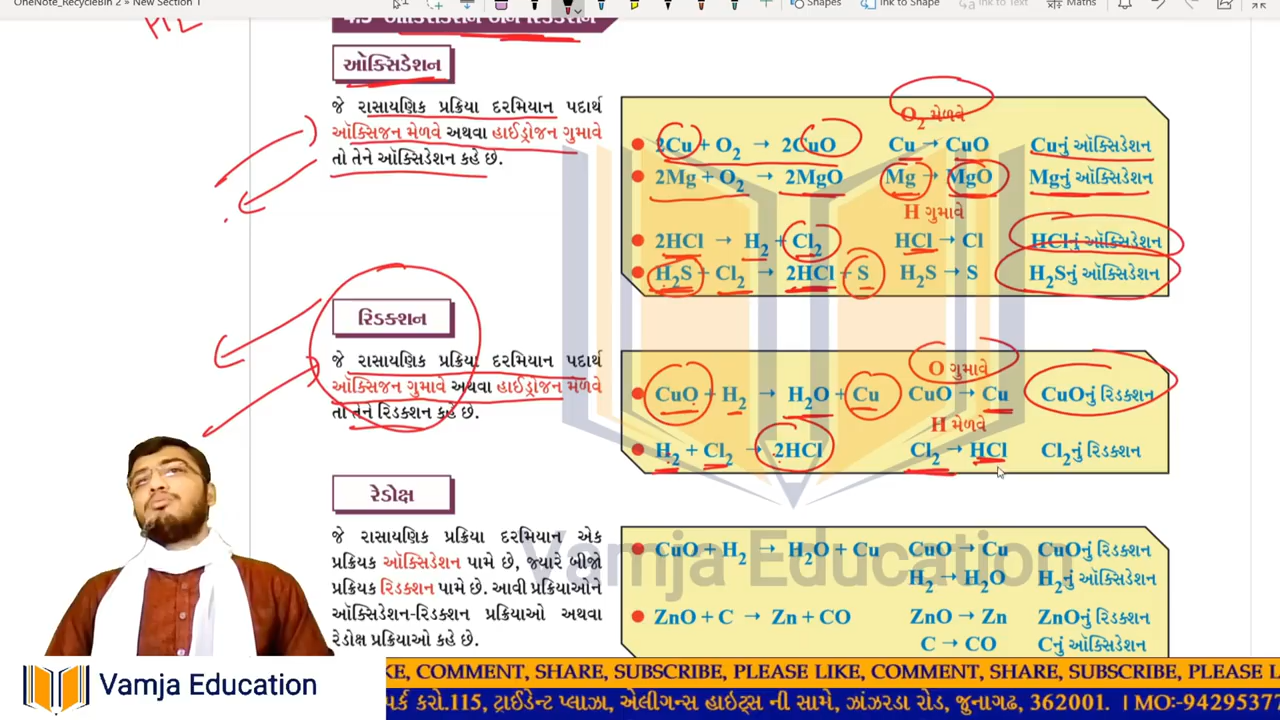 OneNote_RecycleBin 2 » New Section 1
Shapes
Ink to Shape
Ink to Text
Maths
ઑક્સિડેશન
જે રાસાયણિક પ્રક્રિયા દરમિયાન પદાર્થ
ઑક્સિજન મેળવે અથવા હાઈડ્રોજન ગુમાવે
તો તેને ઑક્સિડેશન કહે છે.
O₂ મેળવે
2Cu + O₂ → 2CuO Cu → CuO Cuનું ઑક્સિડેશન
2Mg + O₂ → 2MgO Mg → MgO Mgનું ઑક્સિડેશન
H ગુમાવે
2HCl → H₂ + Cl₂ HCl → Cl HClનું ઑક્સિડેશન
H₂S + Cl₂ → 2HCl + S H₂S → S H₂Sનું ઑક્સિડેશન
રિડક્શન
જે રાસાયણિક પ્રક્રિયા દરમિયાન પદાર્થ
ઑક્સિજન ગુમાવે અથવા હાઈડ્રોજન મેળવે
તો તેને રિડક્શન કહે છે.
O ગુમાવે
CuO + H₂ → H₂O + Cu CuO → Cu CuOનું રિડક્શન
H મેળવે
H₂ + Cl₂ → 2HCl Cl₂ → HCl Cl₂નું રિડક્શન
રેડોક્ષ
જે રાસાયણિક પ્રક્રિયા દરમિયાન એક
પ્રક્રિયક ઑક્સિડેશન પામે છે, જ્યારે બીજો
પ્રક્રિયક રિડક્શન પામે છે. આવી પ્રક્રિયાઓને
ઑક્સિડેશન-રિડક્શન પ્રક્રિયાઓ અથવા
રેડોક્ષ પ્રક્રિયાઓ કહે છે.
CuO + H₂ → H₂O + Cu CuO → Cu CuOનું રિડક્શન
H₂ → H₂O H₂નું ઑક્સિડેશન
ZnO + C → Zn + CO ZnO → Zn ZnOનું રિડક્શન
C → CO Cનું ઑક્સિડેશન
Vamja Education
Vamja Education
KE, COMMENT, SHARE, SUBSCRIBE, PLEASE LIKE, COMMENT, SHARE, SUBSCRIBE, PLEASE L
ર્ક કરો.115, ટ્રાઈડેન્ટ પ્લાઝા, એલીગન્સ હાઇટ્સ ની સામે, ઝાંઝરડા રોડ, જુનાગઢ, 362001. | MO:-94295377